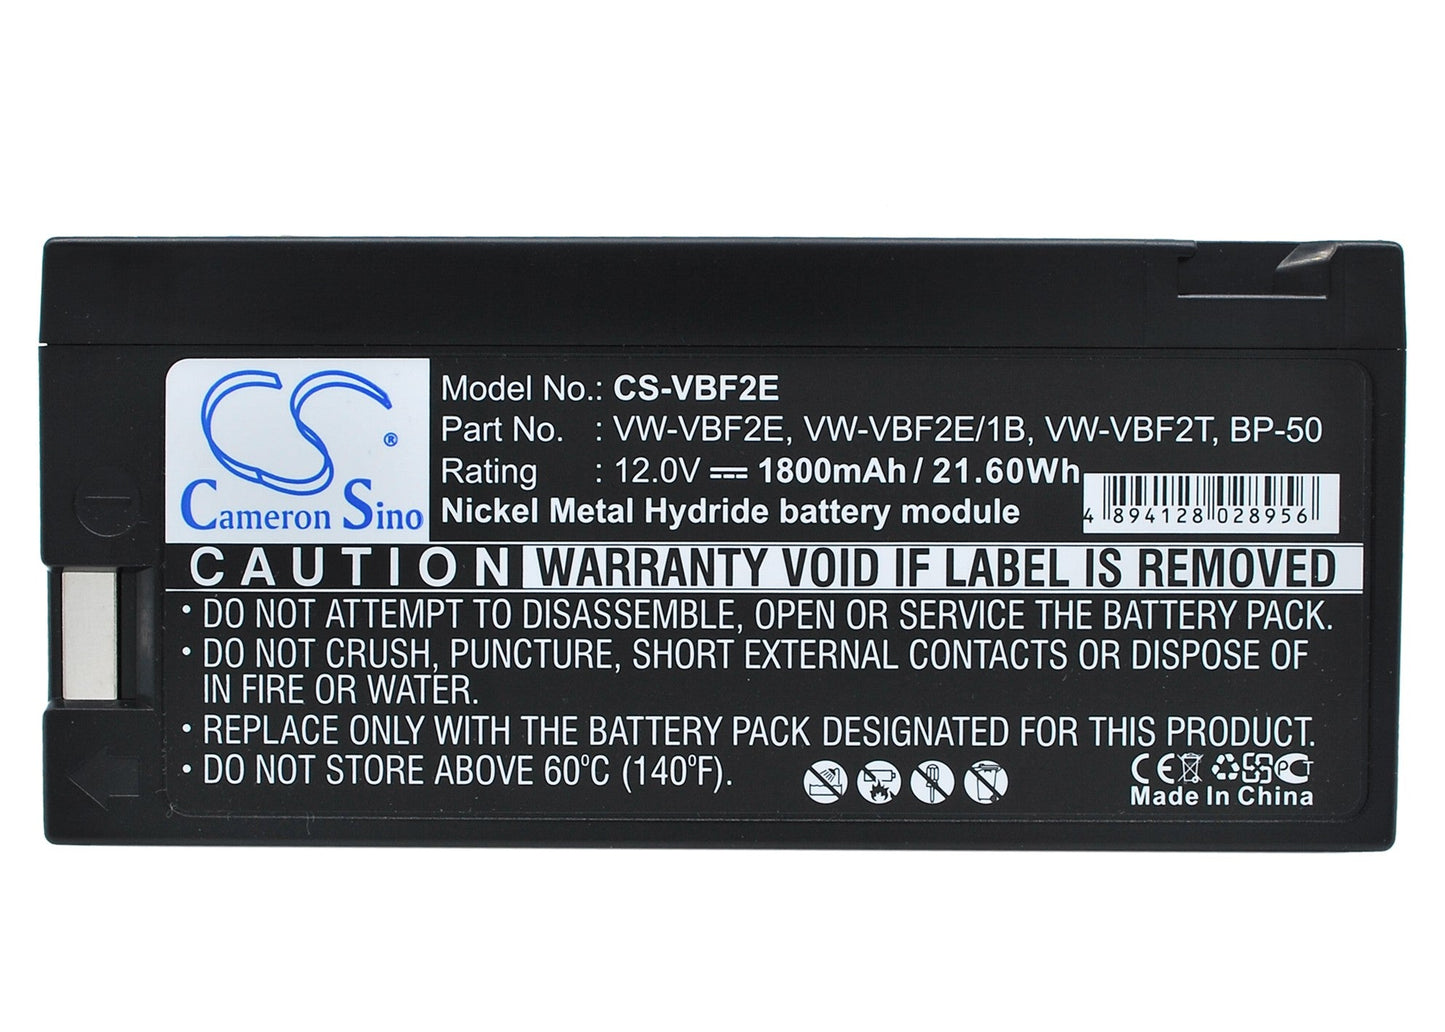 CS®
Cameron Sino
Model No.: CS-VBF2E
Part No. : VW-VBF2E, VW-VBF2E/1B, VW-VBF2T, BP-50
Rating : 12.0V 1800mAh / 21.60Wh
Nickel Metal Hydride battery module
4 894128 028956
CAUTION WARRANTY VOID IF LABEL IS REMOVED
• DO NOT ATTEMPT TO DISASSEMBLE, OPEN OR SERVICE THE BATTERY PACK.
• DO NOT CRUSH, PUNCTURE, SHORT EXTERNAL CONTACTS OR DISPOSE OF
IN FIRE OR WATER.
• REPLACE ONLY WITH THE BATTERY PACK DESIGNATED FOR THIS PRODUCT.
• DO NOT STORE ABOVE 60°C (140°F).
CE PCT
Made In China